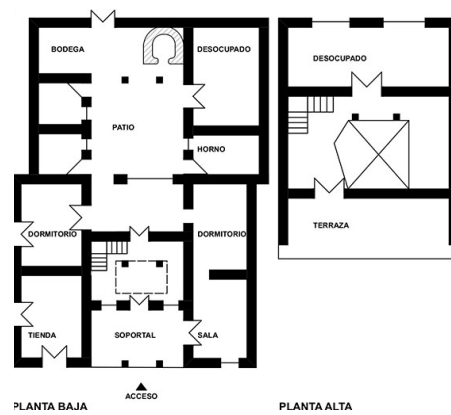 BODEGA
DESOCUPADO
DESOCUPADO
PATIO
HORNO
TERRAZA
DORMITORIO
DORMITORIO
TIENDA
SOPORTAL
SALA
ACCESO
PLANTA BAJA
PLANTA ALTA